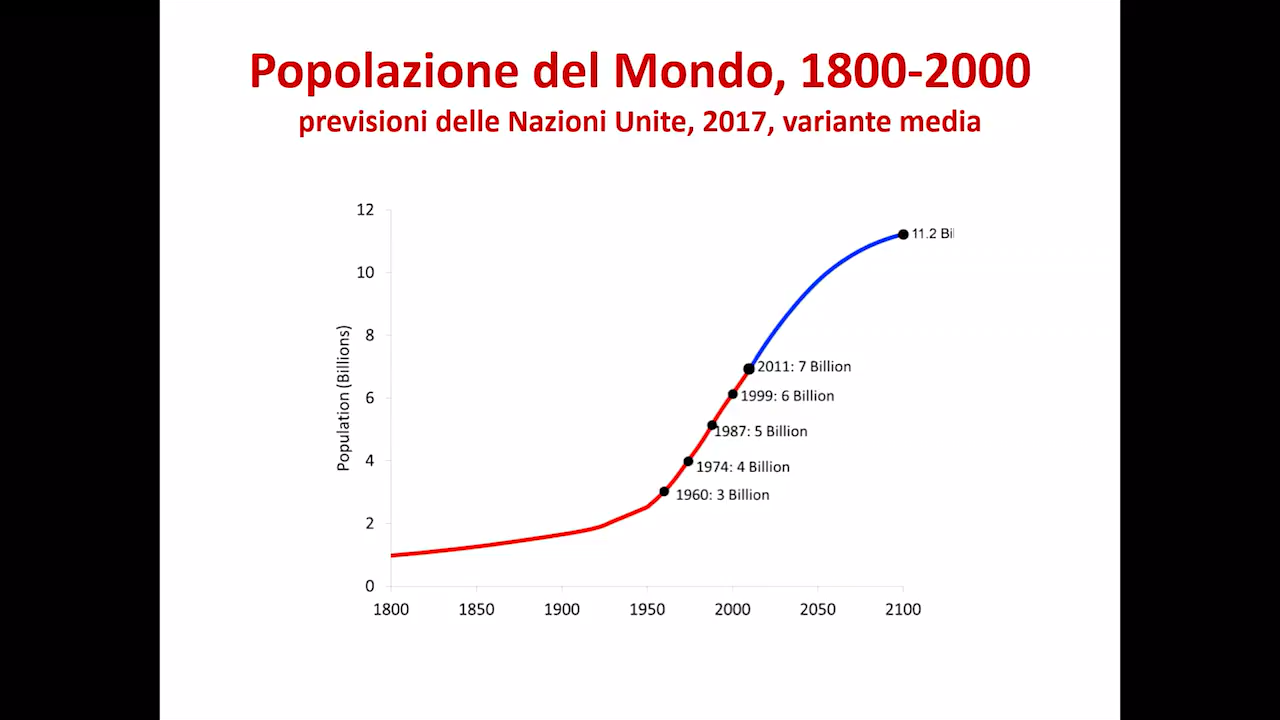 Popolazione del Mondo, 1800-2000
previsioni delle Nazioni Unite, 2017, variante media
12
11.2 Bil
10
Population (Billions)
8
2011: 7 Billion
6
1999: 6 Billion
1987: 5 Billion
4
1974: 4 Billion
1960: 3 Billion
2
0
1800 1850 1900 1950 2000 2050 2100